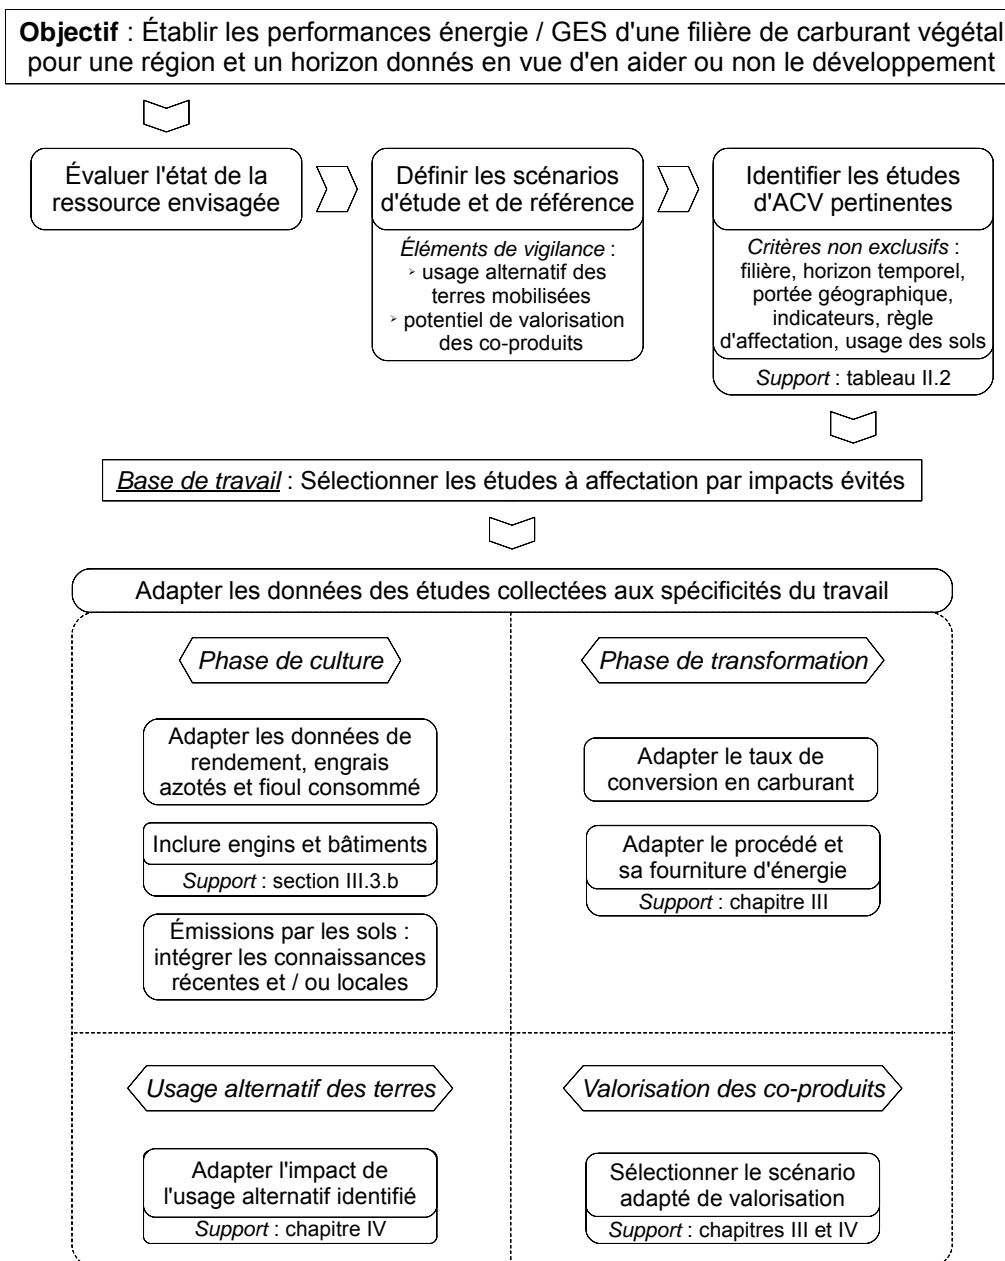 Objectif : Établir les performances énergie / GES d'une filière de carburant végétal
pour une région et un horizon donnés en vue d'en aider ou non le développement
Évaluer l'état de la
ressource envisagée
Définir les scénarios
d'étude et de référence
Éléments de vigilance :
➢ usage alternatif des
terres mobilisées
➢ potentiel de valorisation
des co-produits
Identifier les études
d'ACV pertinentes
Critères non exclusifs :
filière, horizon temporel,
portée géographique,
indicateurs, règle
d'affectation, usage des sols
Support : tableau II.2
Base de travail : Sélectionner les études à affectation par impacts évités
Adapter les données des études collectées aux spécificités du travail
Phase de culture
Adapter les données de
rendement, engrais
azotés et fioul consommé
Inclure engins et bâtiments
Support : section III.3.b
Émissions par les sols :
intégrer les connaissances
récentes et / ou locales
Phase de transformation
Adapter le taux de
conversion en carburant
Adapter le procédé et
sa fourniture d'énergie
Support : chapitre III
Usage alternatif des terres
Adapter l'impact de
l'usage alternatif identifié
Support : chapitre IV
Valorisation des co-produits
Sélectionner le scénario
adapté de valorisation
Support : chapitres III et IV